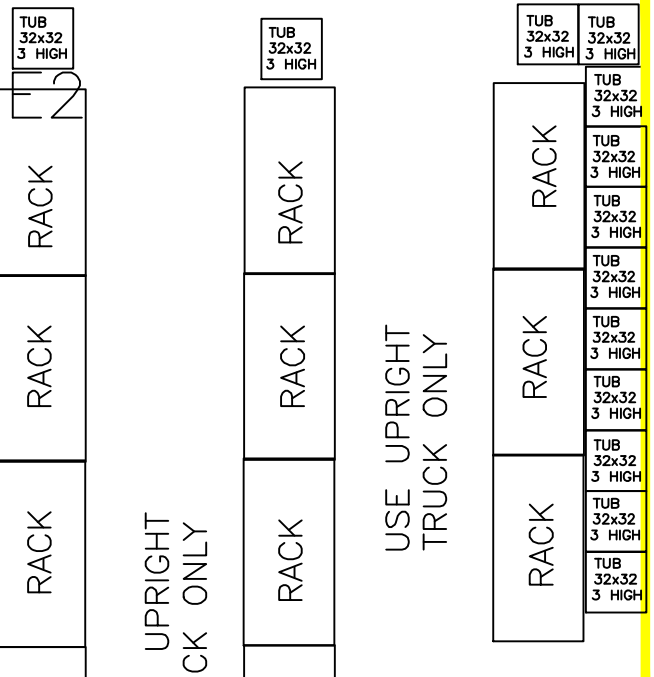 TUB
32x32
3 HIGH
E2
RACK
RACK
RACK
UPRIGHT
CK ONLY
TUB
32x32
3 HIGH
RACK
RACK
RACK
USE UPRIGHT
TRUCK ONLY
TUB
32x32
3 HIGH
TUB
32x32
3 HIGH
RACK
RACK
RACK
TUB
32x32
3 HIGH
TUB
32x32
3 HIGH
TUB
32x32
3 HIGH
TUB
32x32
3 HIGH
TUB
32x32
3 HIGH
TUB
32x32
3 HIGH
TUB
32x32
3 HIGH
TUB
32x32
3 HIGH
TUB
32x32
3 HIGH